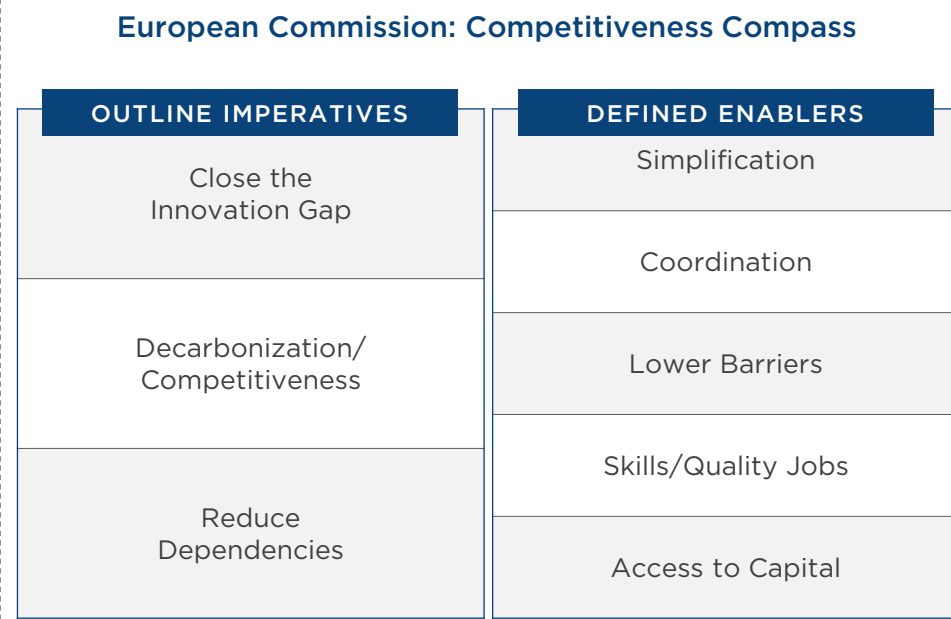 European Commission: Competitiveness Compass
OUTLINE IMPERATIVES
Close the
Innovation Gap
Decarbonization/
Competitiveness
Reduce
Dependencies
DEFINED ENABLERS
Simplification
Coordination
Lower Barriers
Skills/Quality Jobs
Access to Capital